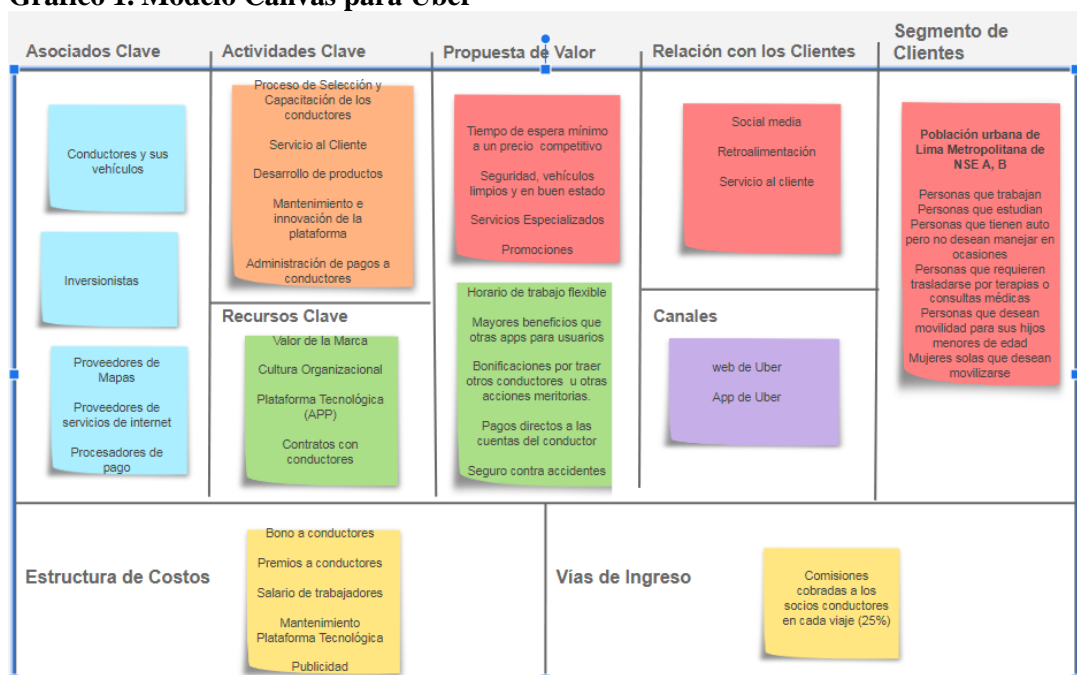 Gráfico 1. Modelo Canvas para Uber
Asociados Clave
Conductores y sus
vehículos
Inversionistas
Proveedores de
Mapas
Proveedores de
servicios de internet
Procesadores de
pago
Actividades Clave
Proceso de Selección y
Capacitación de los
conductores
Servicio al Cliente
Desarrollo de productos
Mantenimiento e
innovación de la
plataforma
Administración de pagos a
conductores
Recursos Clave
Valor de la Marca
Cultura Organizacional
Plataforma Tecnológica
(APP)
Contratos con
conductores
Propuesta de Valor
Tiempo de espera mínimo
a un precio competitivo
Seguridad, vehículos
limpios y en buen estado
Servicios Especializados
Promociones
Horario de trabajo flexible
Mayores beneficios que
otras apps para usuarios
Bonificaciones por traer
otros conductores u otras
acciones meritorias.
Pagos directos a las
cuentas del conductor
Seguro contra accidentes
Relación con los Clientes
Social media
Retroalimentación
Servicio al cliente
Canales
web de Uber
App de Uber
Segmento de
Clientes
Población urbana de
Lima Metropolitana de
NSE A, B
Personas que trabajan
Personas que estudian
Personas que tienen auto
pero no desean manejar en
ocasiones
Personas que requieren
trasladarse por terapias o
consultas médicas
Personas que desean
movilidad para sus hijos
menores de edad
Mujeres solas que desean
movilizarse
Estructura de Costos
Bono a conductores
Premios a conductores
Salario de trabajadores
Mantenimiento
Plataforma Tecnológica
Publicidad
Vías de Ingreso
Comisiones
cobradas a los
socios conductores
en cada viaje (25%)